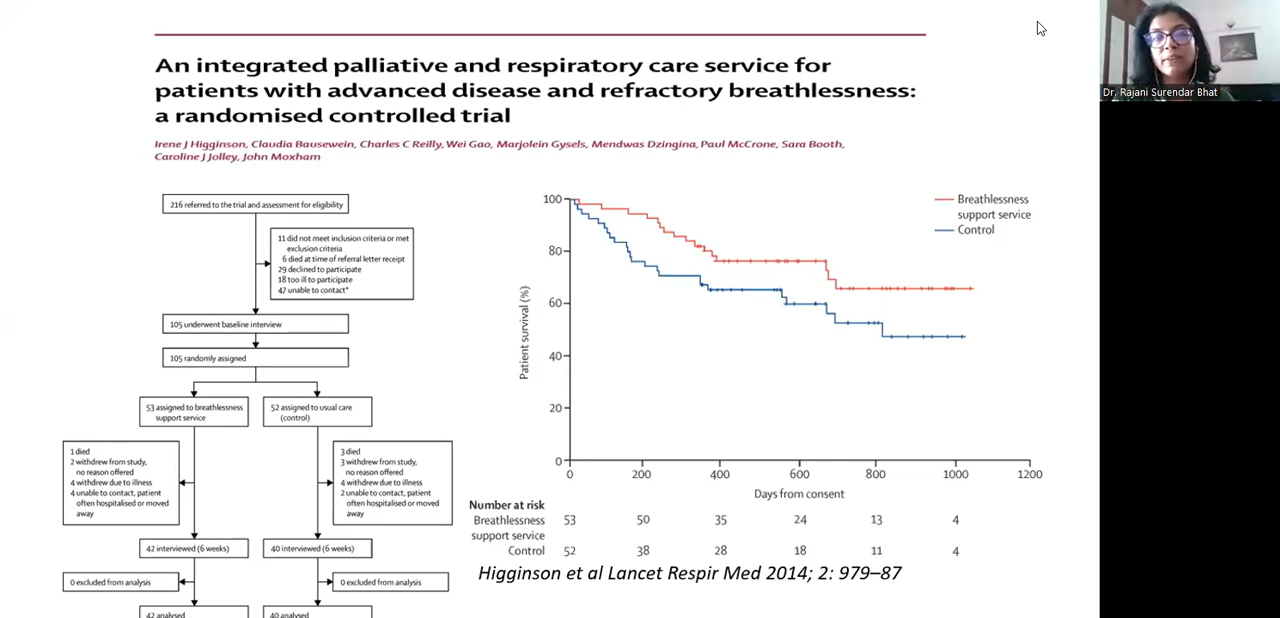 An integrated palliative and respiratory care service for
patients with advanced disease and refractory breathlessness:
a randomised controlled trial
Irene J Higginson, Claudia Bausewein, Charles C Reilly, Wei Gao, Marjolein Gysels, Mendwas Dzingina, Paul McCrone, Sara Booth,
Caroline J Jolley, John Moxham
216 referred to the trial and assessment for eligibility
11 did not meet inclusion criteria or met
exclusion criteria
6 died at time of referral letter receipt
29 declined to participate
18 too ill to participate
47 unable to contact*
105 underwent baseline interview
105 randomly assigned
53 assigned to breathlessness
support service
52 assigned to usual care
(control)
1 died
2 withdrew from study,
no reason offered
4 withdrew due to illness
4 unable to contact, patient
often hospitalised or moved
away
3 died
3 withdrew from study,
no reason offered
4 withdrew due to illness
2 unable to contact, patient
often hospitalised or moved
away
42 interviewed (6 weeks)
40 interviewed (6 weeks)
0 excluded from analysis
0 excluded from analysis
42 analysed
40 analysed
Patient survival (%)
100
80
60
40
20
0
0 200 400 600 800 1000 1200
Days from consent
Breathlessness
support service
Control
Number at risk
Breathlessness 53 50 35 24 13 4
support service
Control 52 38 28 18 11 4
Higginson et al Lancet Respir Med 2014; 2: 979–87
Dr. Rajani Surendar Bhat